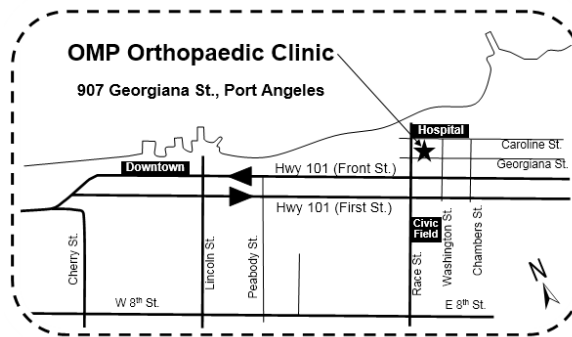 OMP Orthopaedic Clinic
907 Georgiana St., Port Angeles
Hospital
Caroline St.
Georgiana St.
Downtown
Hwy 101 (Front St.)
Hwy 101 (First St.)
Civic
Field
Cherry St.
Lincoln St.
Peabody St.
Race St.
Washington St.
Chambers St.
N
W 8th St.
E 8th St.